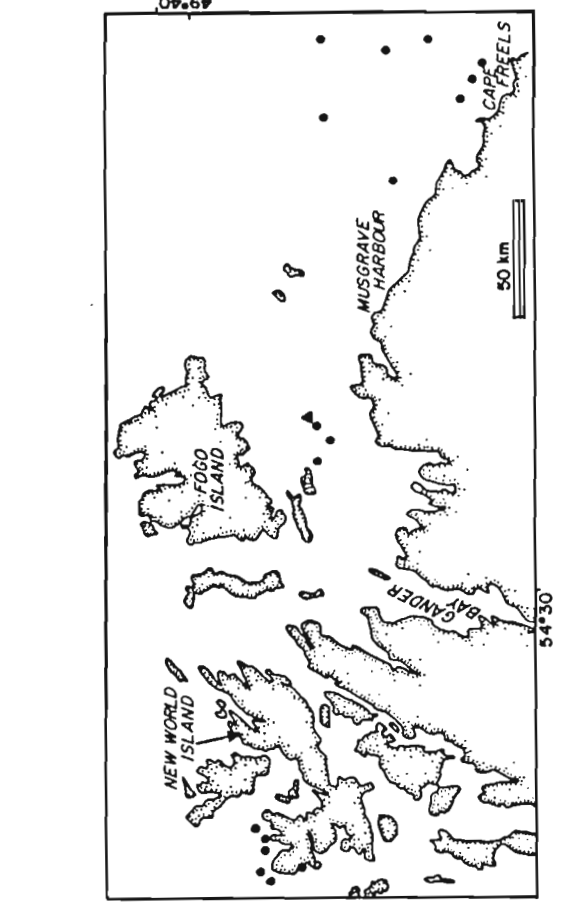 49°40'
CAPE
FREELS
MUSGRAVE
HARBOUR
50 km
FOGO
ISLAND
GANDER
BAY
54°30'
NEW WORLD
ISLAND